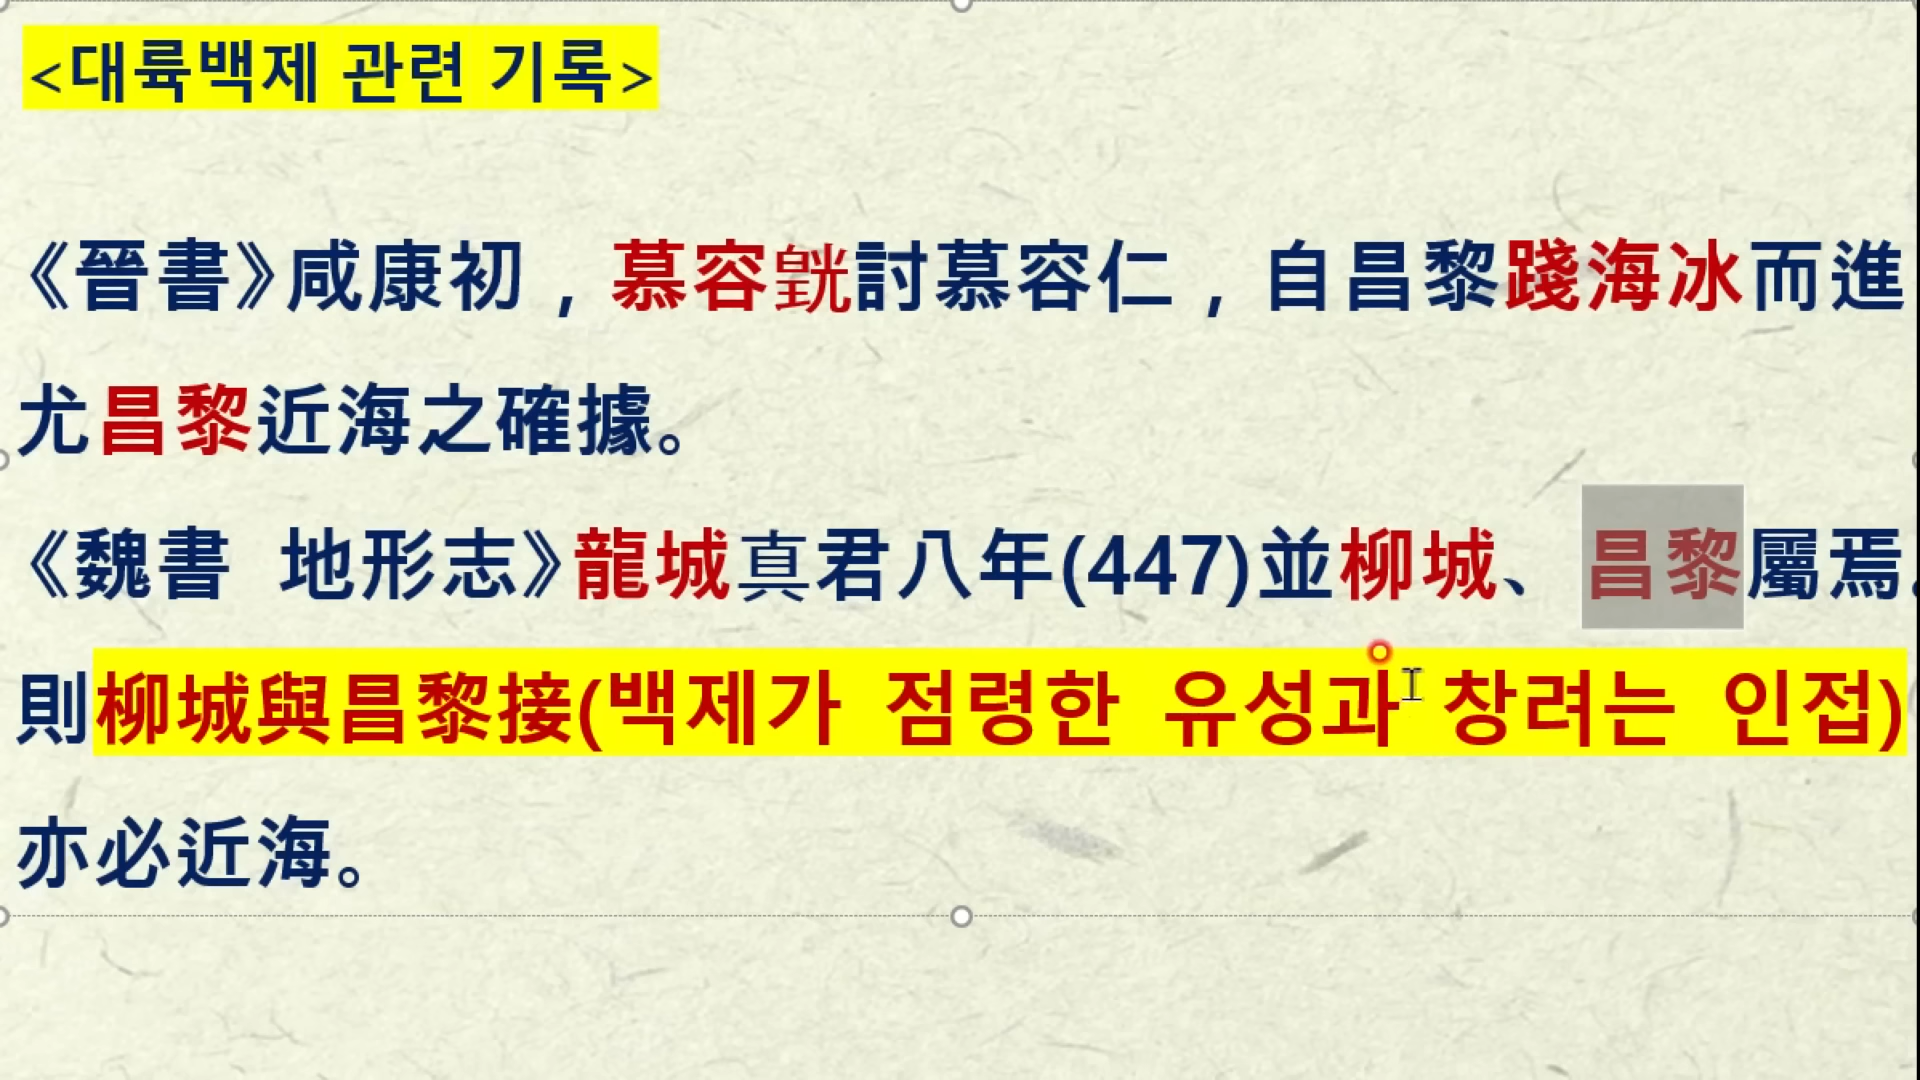 <대륙백제 관련 기록>
《晉書》咸康初，慕容皝討慕容仁，自昌黎踐海冰而進
尤昌黎近海之確據。
《魏書 地形志》龍城真君八年(447)並柳城、昌黎屬焉。
則柳城與昌黎接(백제가 점령한 유성과 창려는 인접)
亦必近海。